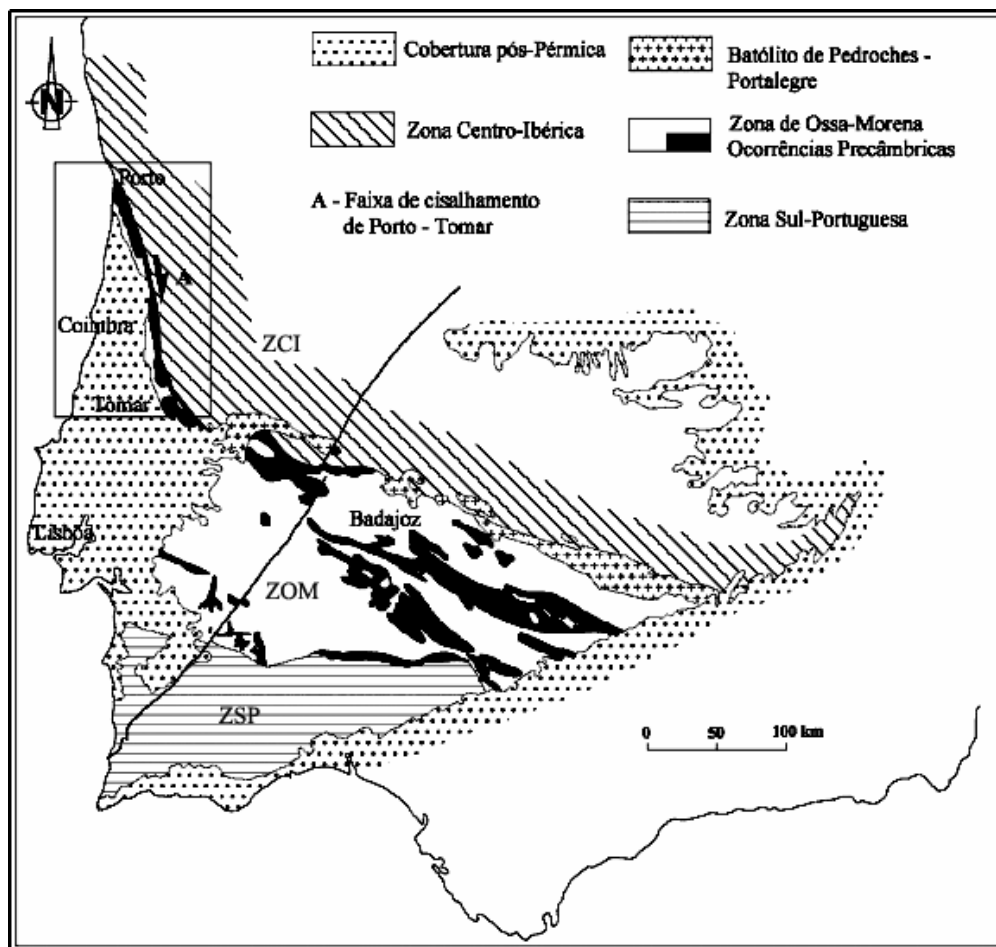 N
Cobertura pós-Pérmica
Batólito de Pedroches -
Portalegre
Zona Centro-Ibérica
Zona de Ossa-Morena
Ocorrências Precâmbricas
A - Faixa de cisalhamento
de Porto - Tomar
Zona Sul-Portuguesa
Porto
A
Coimbra
ZCI
Tomar
Badajoz
Lisboa
ZOM
ZSP
0 50 100 km